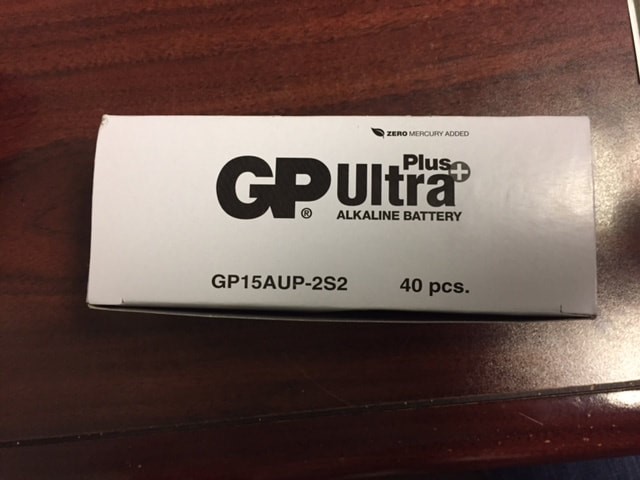 ZERO MERCURY ADDED
GP® Ultra Plus+
ALKALINE BATTERY
GP15AUP-2S2 40 pcs.